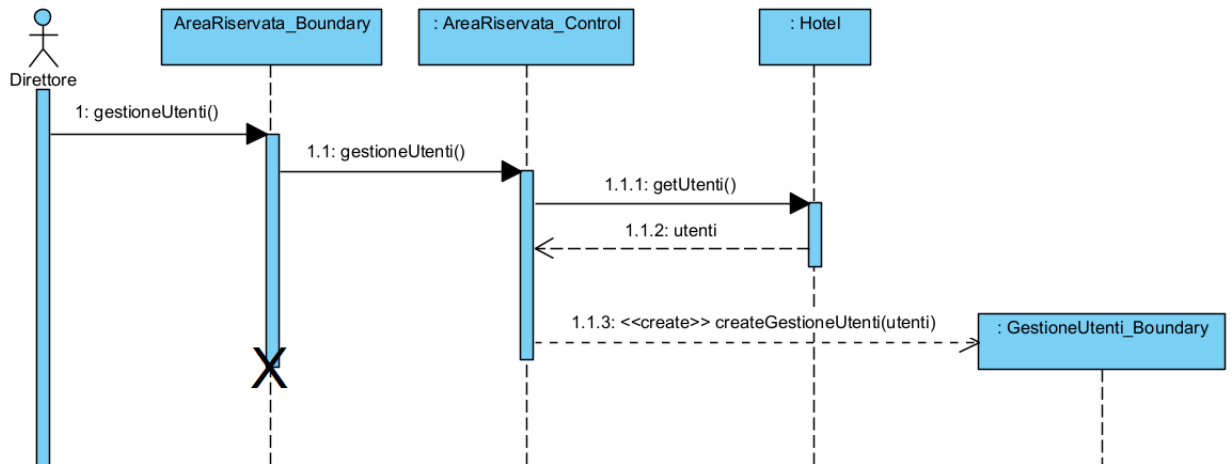 AreaRiservata_Boundary
: AreaRiservata_Control
: Hotel
Direttore
1: gestioneUtenti()
1.1: gestioneUtenti()
1.1.1: getUtenti()
1.1.2: utenti
1.1.3: <<create>> createGestioneUtenti(utenti)
: GestioneUtenti_Boundary